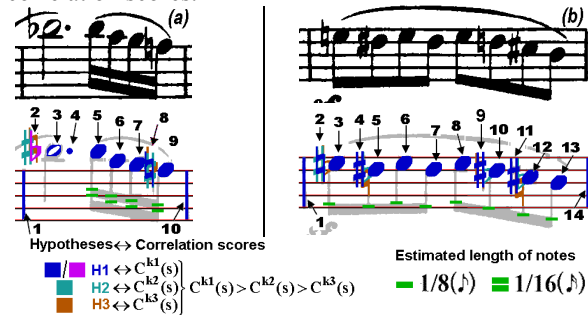 (a)
(b)
2 3 4 5 6 7 8 9
1 10
2 3 4 5 6 7 8 9 10 11 12 13
1 14
Hypotheses↔Correlation scores
/ H1 ↔ C^k1(s)
H2 ↔ C^k2(s) } C^k1(s) > C^k2(s) > C^k3(s)
H3 ↔ C^k3(s)
Estimated length of notes
1/8(♪) 1/16(♪)